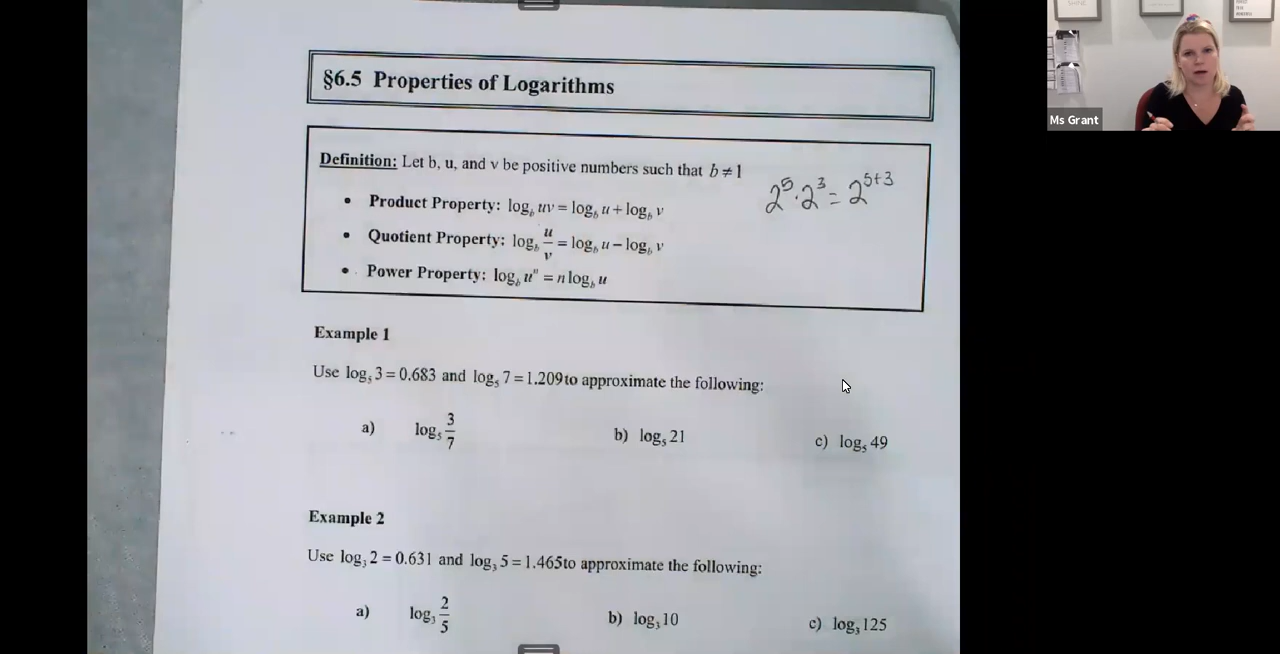 §6.5 Properties of Logarithms
Definition: Let b, u, and v be positive numbers such that b ≠ 1
2⁵·2³ = 2⁵⁺³
• Product Property: log_b uv = log_b u + log_b v
• Quotient Property: log_b u/v = log_b u − log_b v
• Power Property: log_b uⁿ = n log_b u
Example 1
Use log₅ 3 = 0.683 and log₅ 7 = 1.209 to approximate the following:
a) log₅ 3/7 b) log₅ 21 c) log₅ 49
Example 2
Use log₃ 2 = 0.631 and log₃ 5 = 1.465 to approximate the following:
a) log₃ 2/5 b) log₃ 10 c) log₃ 125
Ms Grant